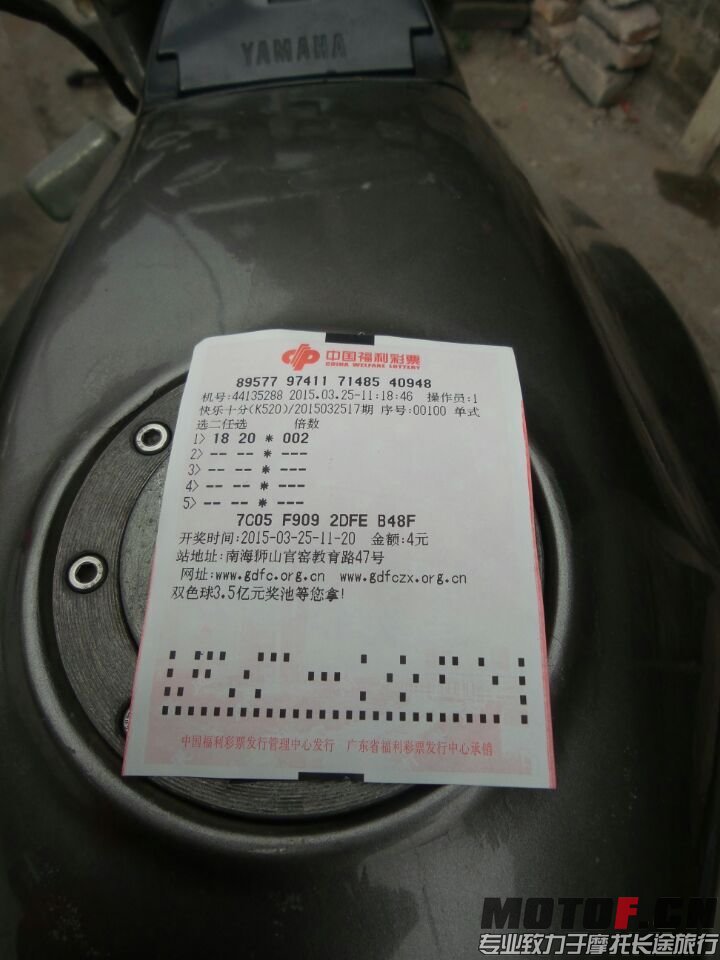 YAMAHA
中国福利彩票
CHINA WELFARE LOTTERY
89577 97411 71485 40948
机号:44135288 2015.03.25-11:18:46 操作员:1
快乐十分(K520)/2015032517期 序号:00100 单式
选二任选 倍数
1> 18 20 * 002
2> -- -- * ---
3> -- -- * ---
4> -- -- * ---
5> -- -- * ---
7C05 F909 2DFE B48F
开奖时间:2015-03-25-11-20 金额:4元
站地址:南海狮山官窑教育路47号
网址:www.gdfc.org.cn www.gdfczx.org.cn
双色球3.5亿元奖池等您拿!
中国福利彩票发行管理中心发行 广东省福利彩票发行中心承销
MOTOF.CN
专业致力于摩托长途旅行